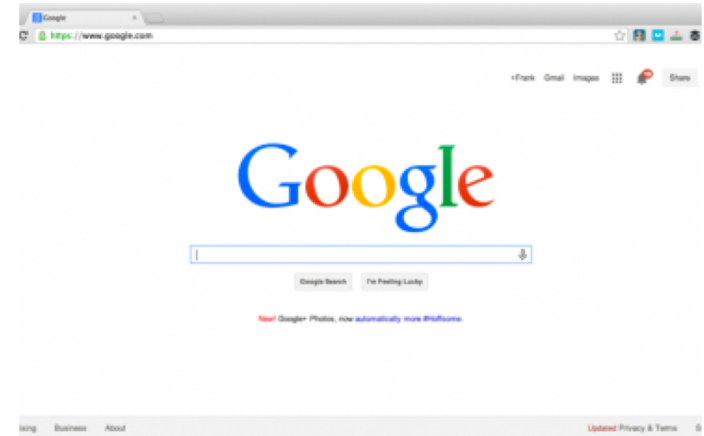 Google
https://www.google.com
+Frank Gmail Images Share
Google
Google Search I'm Feeling Lucky
New! Google+ Photos, now automatically more #Hoffsome.
ising Business About Updated Privacy & Terms S